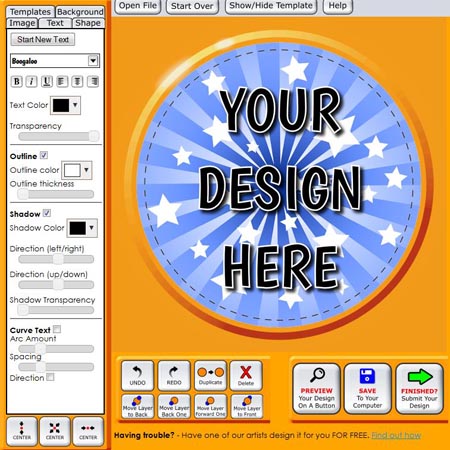 Open File Start Over Show/Hide Template Help
Templates Background
Image Text Shape
Start New Text
Boogaloo
B i U
Text Color
Transparency
Outline
Outline color
Outline thickness
Shadow
Shadow Color
Direction (left/right)
Direction (up/down)
Shadow Transparency
Curve Text
Arc Amount
Spacing
Direction
CENTER CENTER CENTER
YOUR
DESIGN
HERE
UNDO REDO Duplicate Delete
Move Layer to Back
Move Layer Back One
Move Layer Forward One
Move Layer to Front
PREVIEW
Your Design
On A Button
SAVE
To Your
Computer
FINISHED?
Submit Your
Design
Having trouble? - Have one of our artists design it for you FOR FREE. Find out how